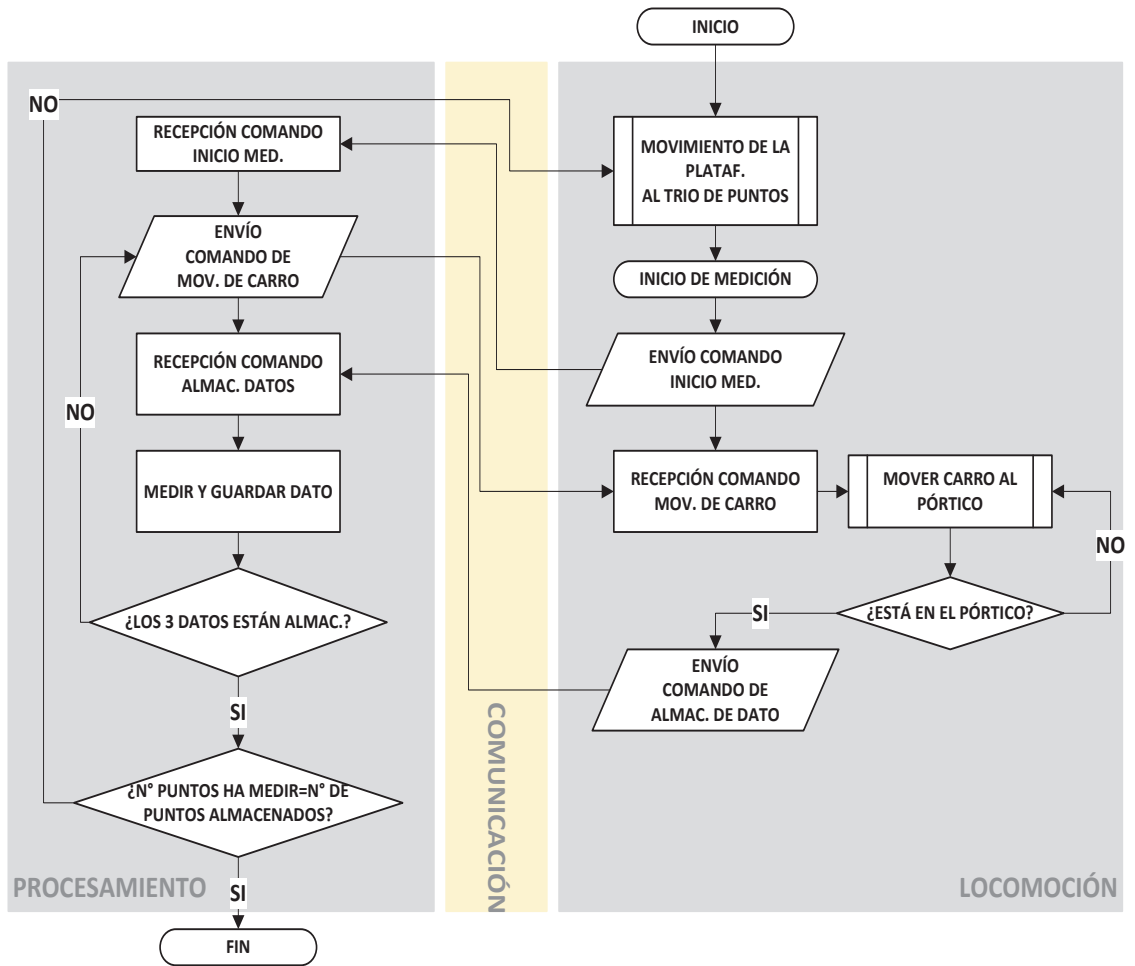 INICIO
NO
RECEPCIÓN COMANDO
INICIO MED.
MOVIMIENTO DE LA
PLATAF.
AL TRIO DE PUNTOS
ENVÍO
COMANDO DE
MOV. DE CARRO
INICIO DE MEDICIÓN
RECEPCIÓN COMANDO
ALMAC. DATOS
ENVÍO COMANDO
INICIO MED.
NO
MEDIR Y GUARDAR DATO
RECEPCIÓN COMANDO
MOV. DE CARRO
MOVER CARRO AL
PÓRTICO
NO
¿LOS 3 DATOS ESTÁN ALMAC.?
¿ESTÁ EN EL PÓRTICO?
SI
ENVÍO
COMANDO DE
ALMAC. DE DATO
SI
¿N° PUNTOS HA MEDIR=N° DE
PUNTOS ALMACENADOS?
SI
FIN
PROCESAMIENTO
COMUNICACIÓN
LOCOMOCIÓN